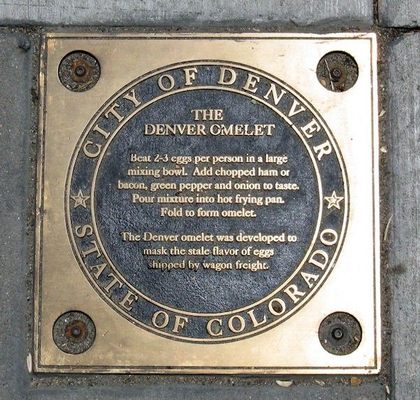 CITY OF DENVER
THE
DENVER OMELET
Beat 2-3 eggs per person in a large
mixing bowl. Add chopped ham or
bacon, green pepper and onion to taste.
Pour mixture into hot frying pan.
Fold to form omelet.
The Denver omelet was developed to
mask the stale flavor of eggs
shipped by wagon freight.
STATE OF COLORADO